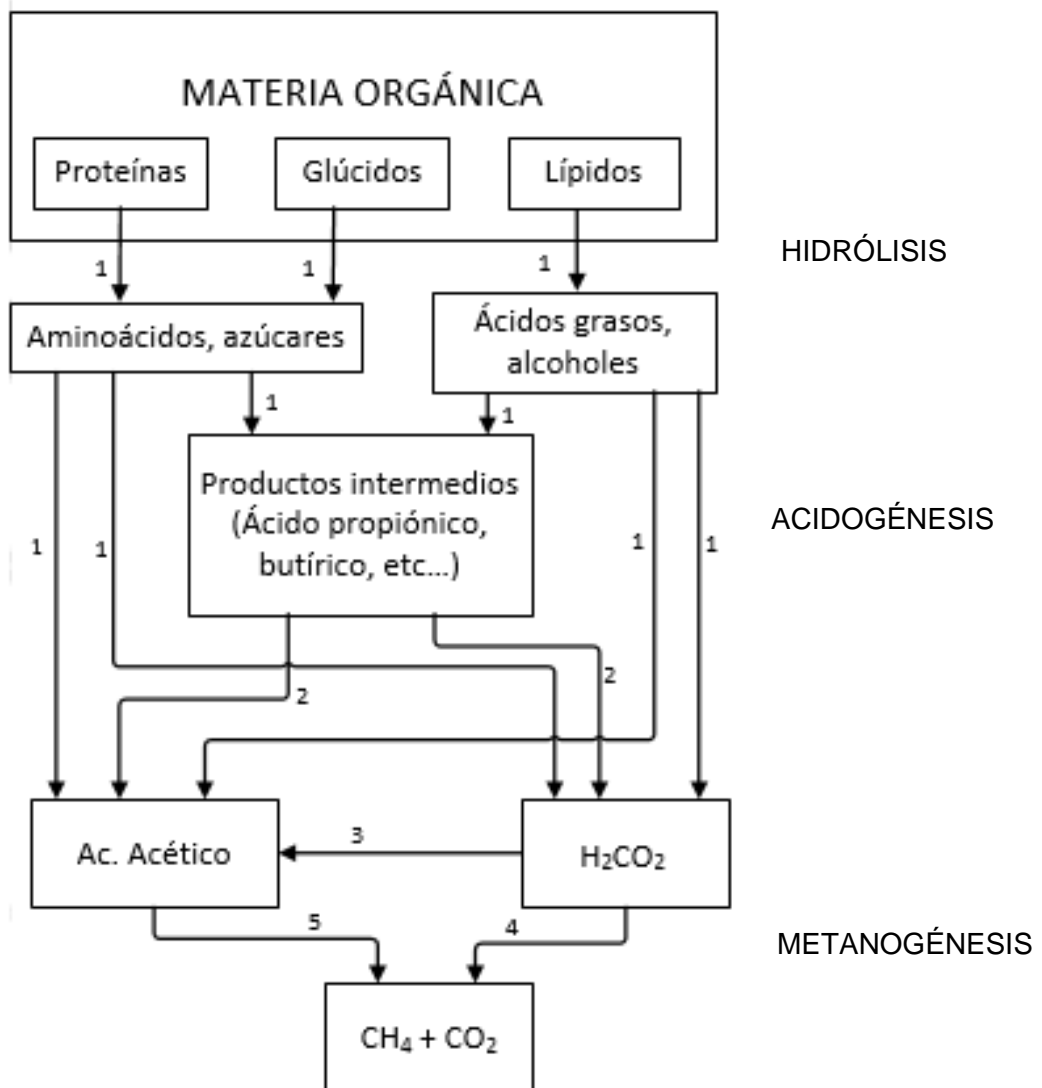 MATERIA ORGÁNICA
Proteínas
Glúcidos
Lípidos
HIDRÓLISIS
1
1
1
Aminoácidos, azúcares
Ácidos grasos,
alcoholes
1
1
Productos intermedios
(Ácido propiónico,
butírico, etc...)
ACIDOGÉNESIS
1
1
1
1
2
2
Ac. Acético
3
H₂CO₂
5
4
METANOGÉNESIS
CH₄ + CO₂